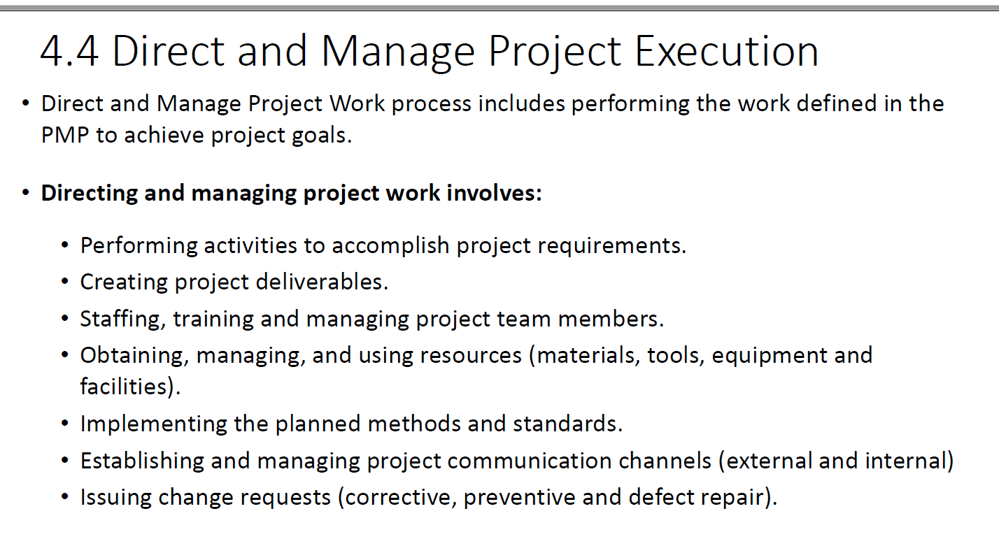 4.4 Direct and Manage Project Execution
• Direct and Manage Project Work process includes performing the work defined in the
PMP to achieve project goals.
• Directing and managing project work involves:
• Performing activities to accomplish project requirements.
• Creating project deliverables.
• Staffing, training and managing project team members.
• Obtaining, managing, and using resources (materials, tools, equipment and
facilities).
• Implementing the planned methods and standards.
• Establishing and managing project communication channels (external and internal)
• Issuing change requests (corrective, preventive and defect repair).